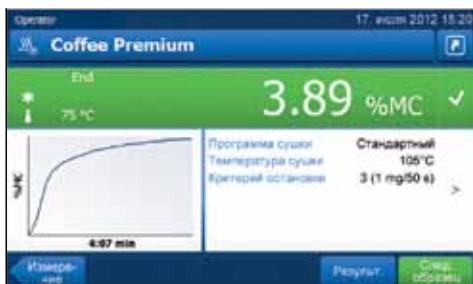 Operator 17. июля 2012 15:20
Coffee Premium
End
75 °C
3.89 %MC
Программа сушки Стандартный
Температура сушки 105°C
Критерий остановки 3 (1 mg/50 s)
%MC
4:07 min
Измере-
ние
Результ.
След.
образец